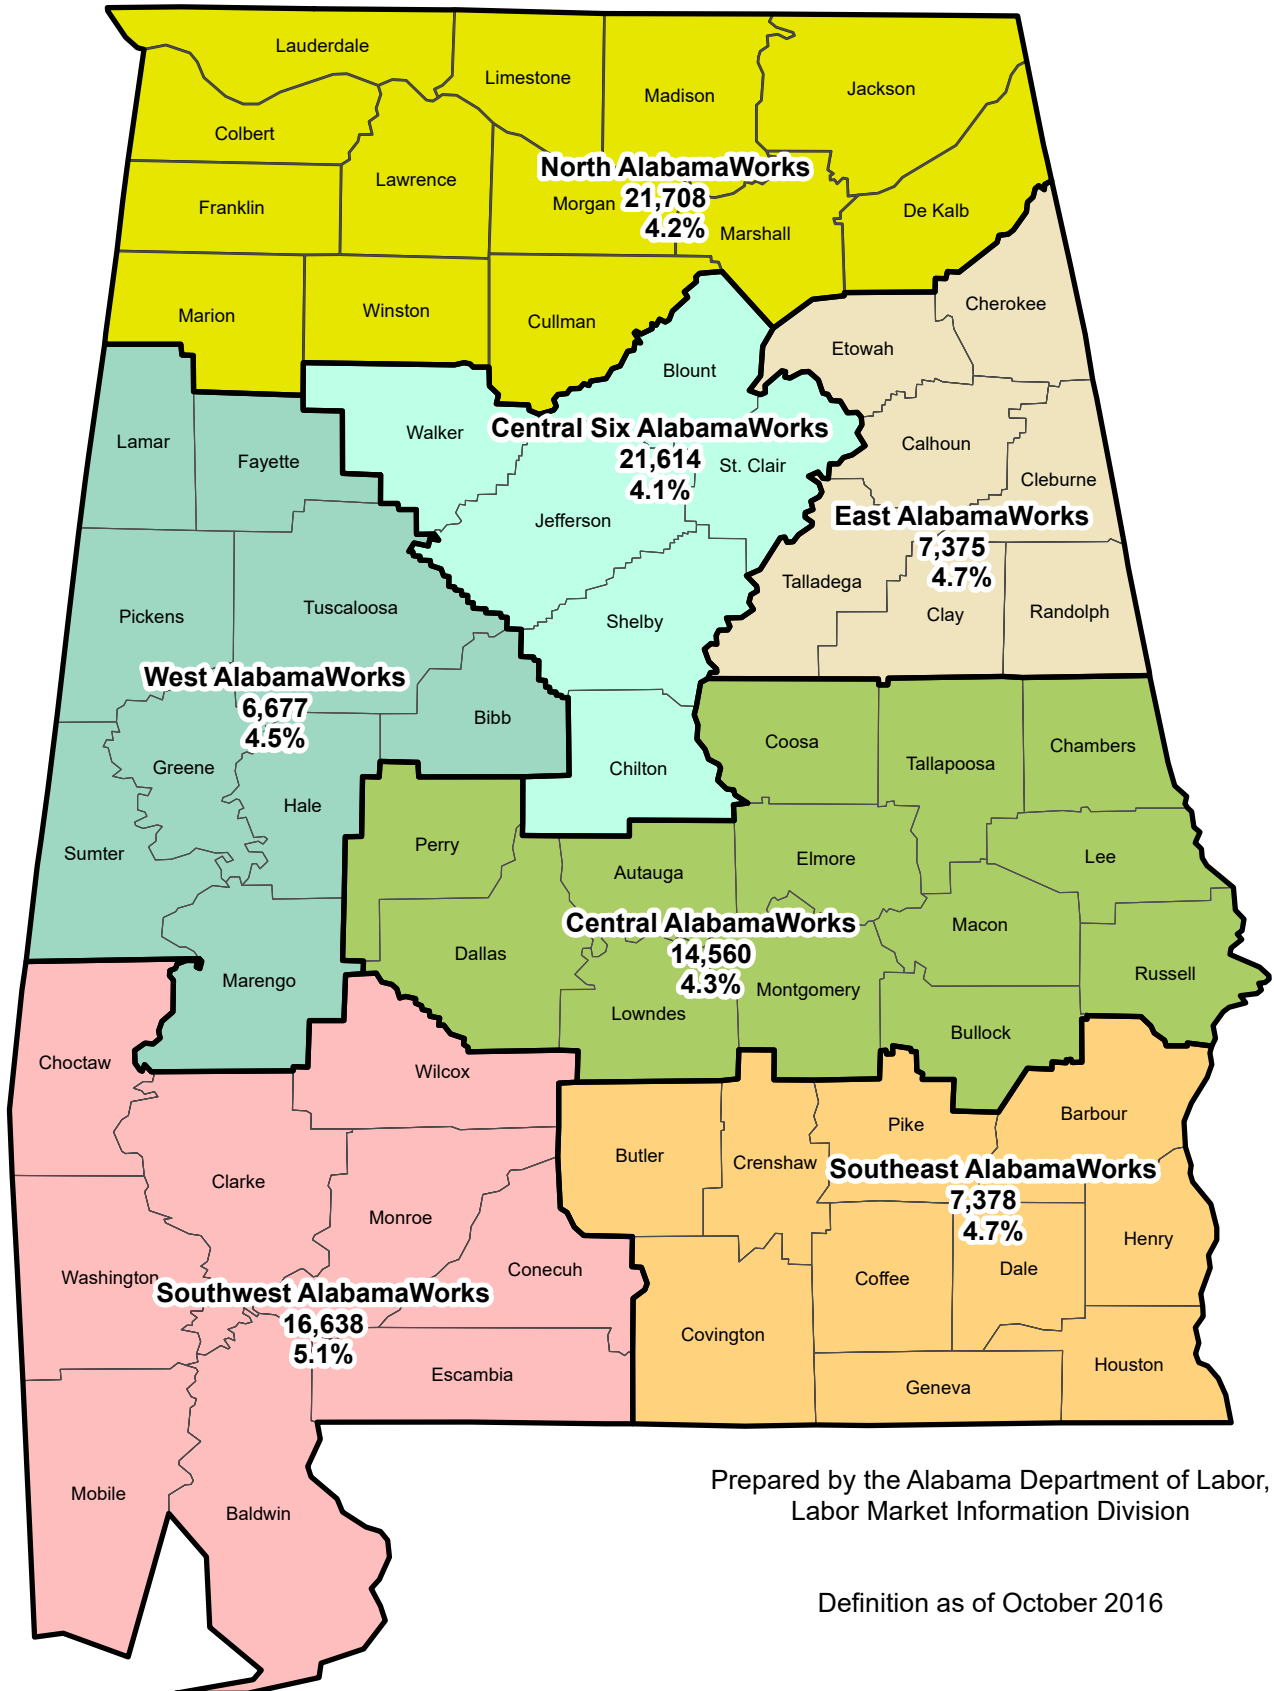 Lauderdale
Limestone
Madison
Jackson
Colbert
Lawrence
Franklin
North AlabamaWorks
21,708
4.2%
Morgan
Marshall
De Kalb
Marion
Winston
Cullman
Cherokee
Etowah
Blount
Walker
Central Six AlabamaWorks
21,614
4.1%
St. Clair
Jefferson
Lamar
Fayette
Calhoun
Cleburne
East AlabamaWorks
7,375
4.7%
Talladega
Clay
Randolph
Pickens
Tuscaloosa
Shelby
West AlabamaWorks
6,677
4.5%
Bibb
Greene
Hale
Chilton
Coosa
Tallapoosa
Chambers
Sumter
Perry
Autauga
Elmore
Lee
Central AlabamaWorks
14,560
4.3%
Dallas
Macon
Marengo
Montgomery
Russell
Lowndes
Bullock
Choctaw
Wilcox
Barbour
Pike
Butler
Crenshaw
Southeast AlabamaWorks
7,378
4.7%
Clarke
Monroe
Henry
Washington
Conecuh
Coffee
Dale
Southwest AlabamaWorks
16,638
5.1%
Covington
Escambia
Houston
Geneva
Mobile
Baldwin
Prepared by the Alabama Department of Labor,
Labor Market Information Division
Definition as of October 2016